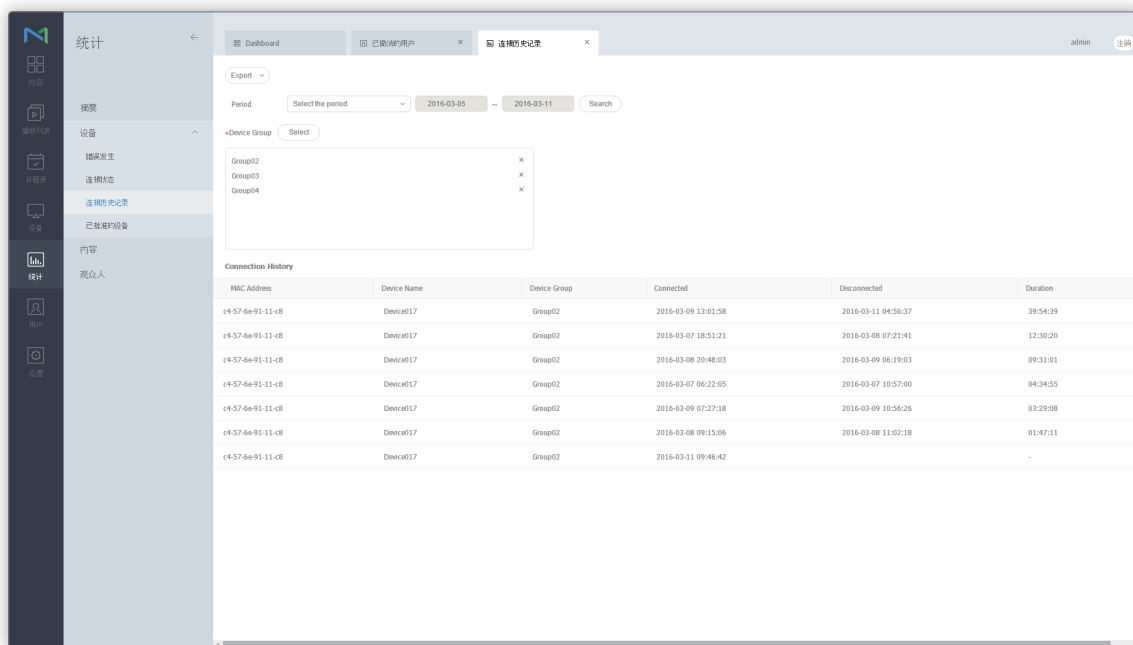 统计
←
Dashboard
已撤消的用户 ×
连接历史记录 ×
admin
注销
内容
播放列表
日程表
设备
统计
用户
设置
摘要
设备
错误发生
连接状态
连接历史记录
已批准的设备
内容
观众人
Export
Period Select the period. 2016-03-05 ~ 2016-03-11 Search
*Device Group Select
Group02 ×
Group03 ×
Group04 ×
Connection History
MAC Address Device Name Device Group Connected Disconnected Duration
c4-57-6e-91-11-c8 Device017 Group02 2016-03-09 13:01:58 2016-03-11 04:56:37 39:54:39
c4-57-6e-91-11-c8 Device017 Group02 2016-03-07 18:51:21 2016-03-08 07:21:41 12:30:20
c4-57-6e-91-11-c8 Device017 Group02 2016-03-08 20:48:03 2016-03-09 06:19:03 09:31:01
c4-57-6e-91-11-c8 Device017 Group02 2016-03-07 06:22:05 2016-03-07 10:57:00 04:34:55
c4-57-6e-91-11-c8 Device017 Group02 2016-03-09 07:27:18 2016-03-09 10:56:26 03:29:08
c4-57-6e-91-11-c8 Device017 Group02 2016-03-08 09:15:06 2016-03-08 11:02:18 01:47:11
c4-57-6e-91-11-c8 Device017 Group02 2016-03-11 09:46:42 -